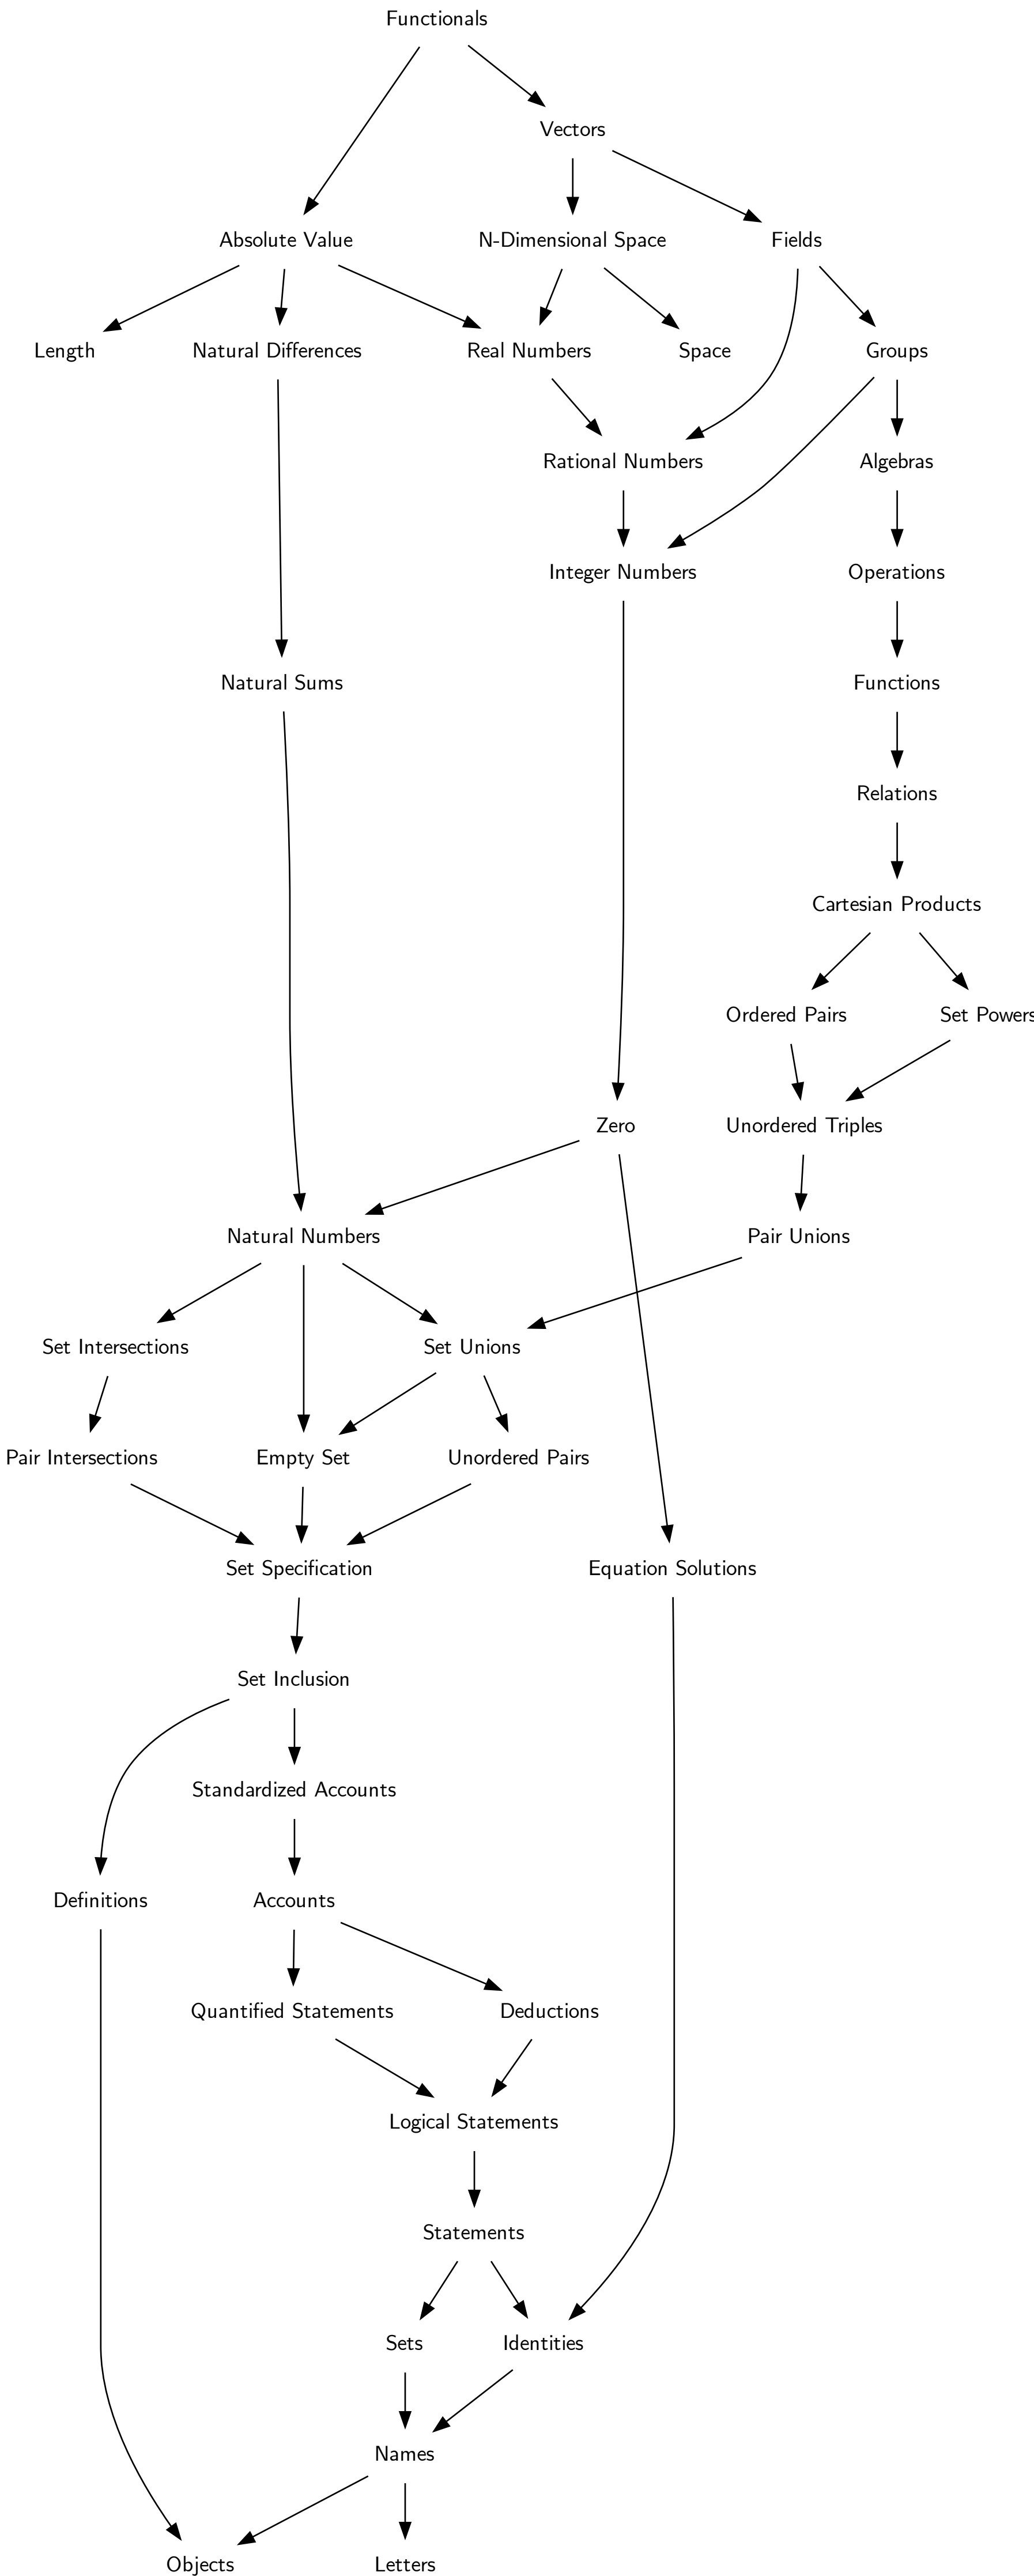 Functionals
Vectors
Absolute Value
N-Dimensional Space
Fields
Length
Natural Differences
Real Numbers
Space
Groups
Rational Numbers
Algebras
Integer Numbers
Operations
Natural Sums
Functions
Relations
Cartesian Products
Ordered Pairs
Set Powers
Zero
Unordered Triples
Natural Numbers
Pair Unions
Set Intersections
Set Unions
Pair Intersections
Empty Set
Unordered Pairs
Set Specification
Equation Solutions
Set Inclusion
Standardized Accounts
Definitions
Accounts
Quantified Statements
Deductions
Logical Statements
Statements
Sets
Identities
Names
Objects
Letters